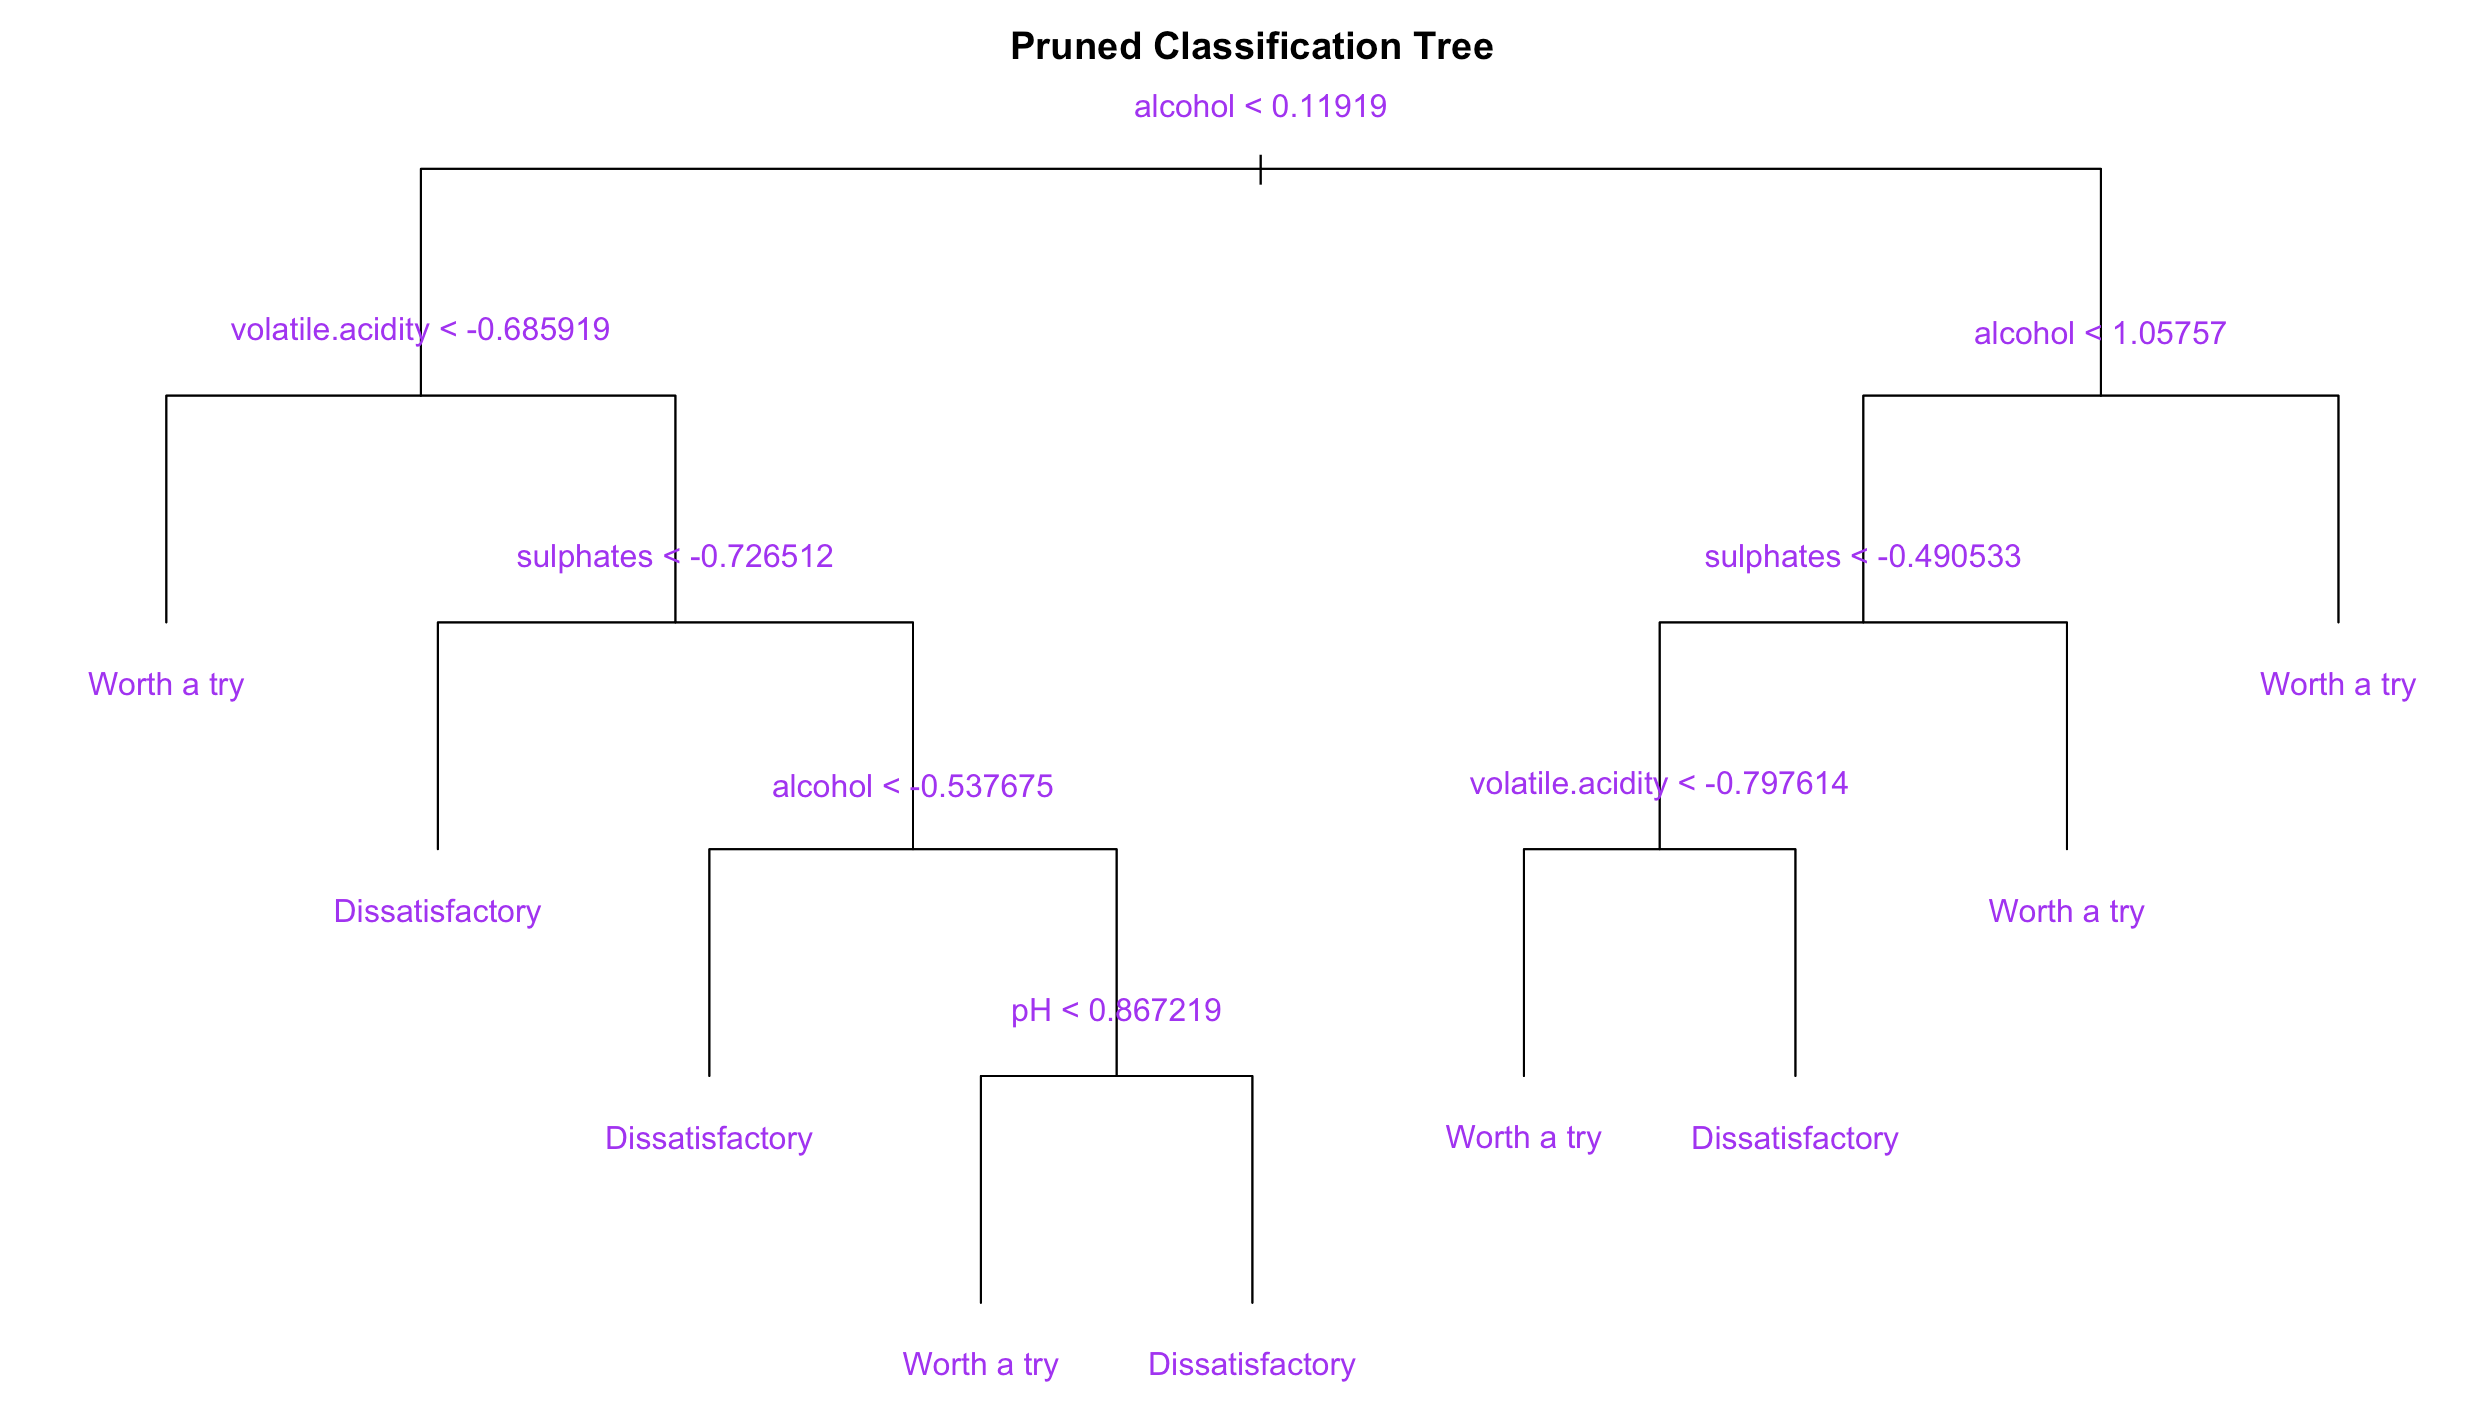 Pruned Classification Tree
alcohol < 0.11919
volatile.acidity < -0.685919
alcohol < 1.05757
sulphates < -0.726512
sulphates < -0.490533
Worth a try
Worth a try
alcohol < -0.537675
volatile.acidity < -0.797614
Dissatisfactory
Worth a try
pH < 0.867219
Dissatisfactory
Worth a try
Dissatisfactory
Worth a try
Dissatisfactory